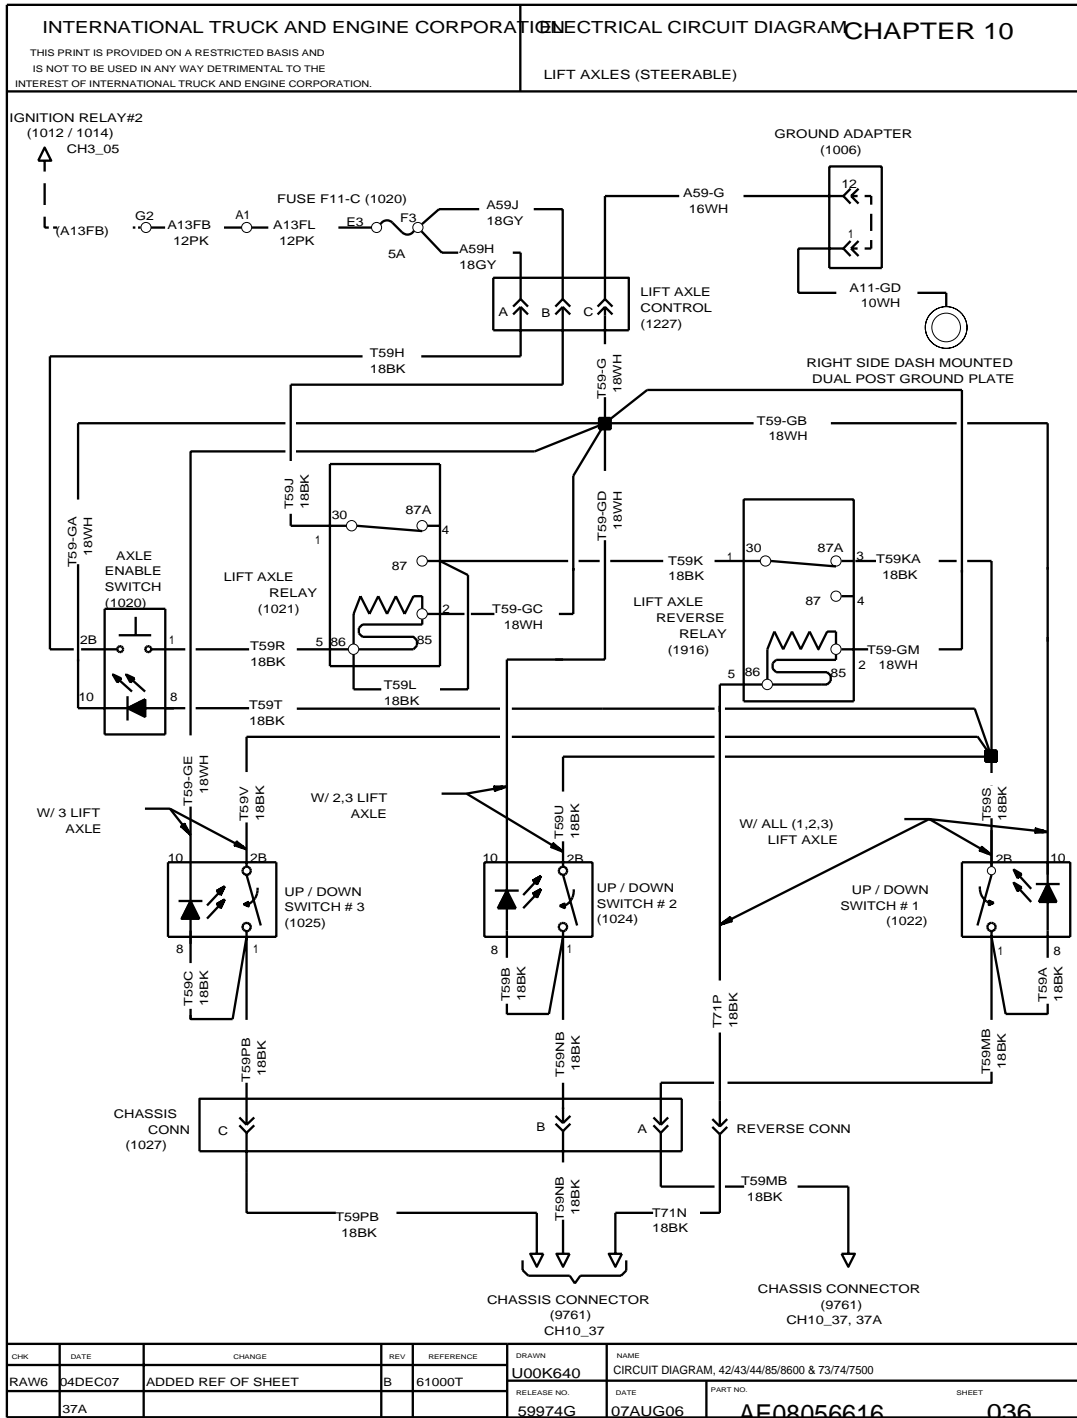 INTERNATIONAL TRUCK AND ENGINE CORPORATION
ELECTRICAL CIRCUIT DIAGRAM
CHAPTER 10
THIS PRINT IS PROVIDED ON A RESTRICTED BASIS AND
IS NOT TO BE USED IN ANY WAY DETRIMENTAL TO THE
INTEREST OF INTERNATIONAL TRUCK AND ENGINE CORPORATION.
LIFT AXLES (STEERABLE)
IGNITION RELAY#2
(1012 / 1014)
CH3_05
GROUND ADAPTER
(1006)
12
1
FUSE F11-C (1020)
(A13FB)
G2
A13FB
12PK
A1
A13FL
12PK
E3
F3
5A
A59J
18GY
A59H
18GY
A59-G
16WH
A11-GD
10WH
A
B
C
LIFT AXLE
CONTROL
(1227)
RIGHT SIDE DASH MOUNTED
DUAL POST GROUND PLATE
T59H
18BK
T59-G
18WH
T59-GB
18WH
T59J
18BK
T59-GD
18WH
T59-GA
18WH
30
87A
1
4
87
2
5
86
85
LIFT AXLE
RELAY
(1021)
T59K
18BK
1
30
87A
3
T59KA
18BK
87
4
86
85
5
2
LIFT AXLE
REVERSE
RELAY
(1916)
T59-GM
18WH
T59-GC
18WH
AXLE
ENABLE
SWITCH
(1020)
2B
1
10
8
T59R
18BK
T59L
18BK
T59T
18BK
T59-GE
18WH
T59V
18BK
T59U
18BK
T59S
18BK
W/ 3 LIFT
AXLE
W/ 2,3 LIFT
AXLE
W/ ALL (1,2,3)
LIFT AXLE
10
2B
UP / DOWN
SWITCH # 3
(1025)
8
1
10
2B
UP / DOWN
SWITCH # 2
(1024)
8
1
2B
10
UP / DOWN
SWITCH # 1
(1022)
1
8
T59C
18BK
T59B
18BK
T71P
18BK
T59A
18BK
T59PB
18BK
T59NB
18BK
T59MB
18BK
CHASSIS
CONN
(1027)
C
B
A
REVERSE CONN
T59PB
18BK
T59NB
18BK
T71N
18BK
T59MB
18BK
CHASSIS CONNECTOR
(9761)
CH10_37
CHASSIS CONNECTOR
(9761)
CH10_37, 37A
CHK
DATE
CHANGE
REV
REFERENCE
DRAWN
NAME
RAW6
04DEC07
ADDED REF OF SHEET
B
61000T
U00K640
CIRCUIT DIAGRAM, 42/43/44/85/8600 & 73/74/7500
37A
RELEASE NO.
DATE
PART NO.
SHEET
59974G
07AUG06
AE08056616
036